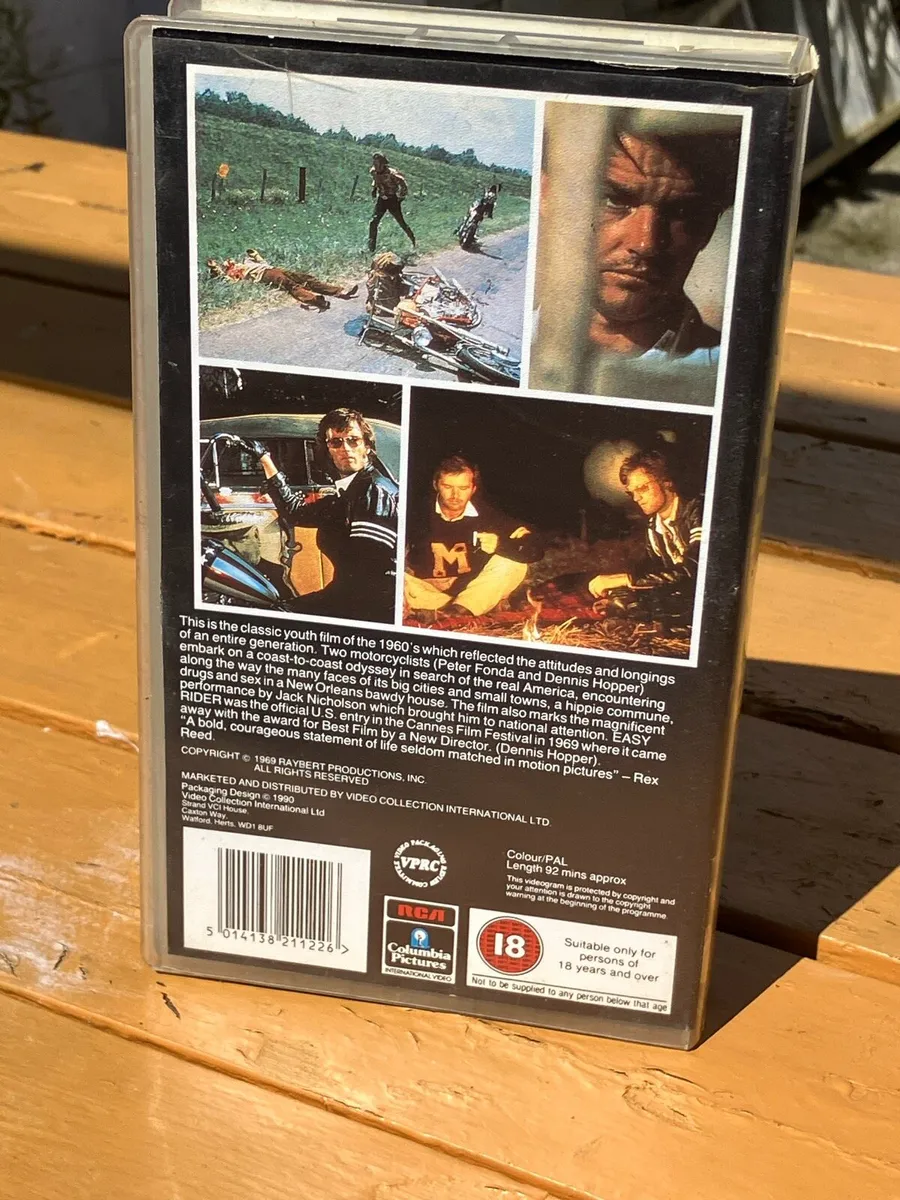 M
This is the classic youth film of the 1960's which reflected the attitudes and longings
of an entire generation. Two motorcyclists (Peter Fonda and Dennis Hopper)
embark on a coast-to-coast odyssey in search of the real America, encountering
along the way the many faces of its big cities and small towns, a hippie commune,
drugs and sex in a New Orleans bawdy house. The film also marks the magnificent
performance by Jack Nicholson which brought him to national attention. EASY
RIDER was the official U.S. entry in the Cannes Film Festival in 1969 where it came
away with the award for Best Film by a New Director. (Dennis Hopper).
"A bold, courageous statement of life seldom matched in motion pictures" – Rex
Reed.
COPYRIGHT © 1969 RAYBERT PRODUCTIONS, INC.
ALL RIGHTS RESERVED
MARKETED AND DISTRIBUTED BY VIDEO COLLECTION INTERNATIONAL LTD.
Packaging Design © 1990
Video Collection International Ltd
Strand VCI House,
Caxton Way,
Watford, Herts, WD1 8UF
VIDEO PACKAGING REVIEW COMMITTEE
VPRC
Colour/PAL
Length 92 mins approx
This videogram is protected by copyright and
your attention is drawn to the copyright
warning at the beginning of the programme.
5 014138 211226 >
RCA
Columbia
Pictures
INTERNATIONAL VIDEO
18
Suitable only for
persons of
18 years and over
Not to be supplied to any person below that age